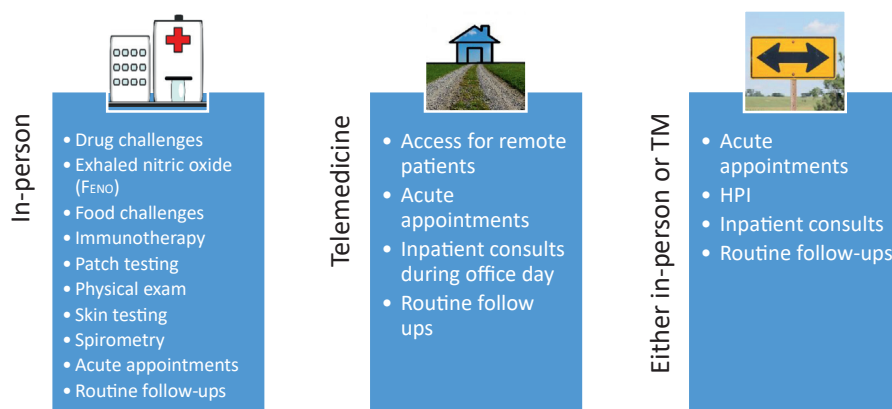 In-person
• Drug challenges
• Exhaled nitric oxide
(FENO)
• Food challenges
• Immunotherapy
• Patch testing
• Physical exam
• Skin testing
• Spirometry
• Acute appointments
• Routine follow-ups
Telemedicine
• Access for remote
patients
• Acute
appointments
• Inpatient consults
during office day
• Routine follow
ups
Either in-person or TM
• Acute
appointments
• HPI
• Inpatient consults
• Routine follow-ups